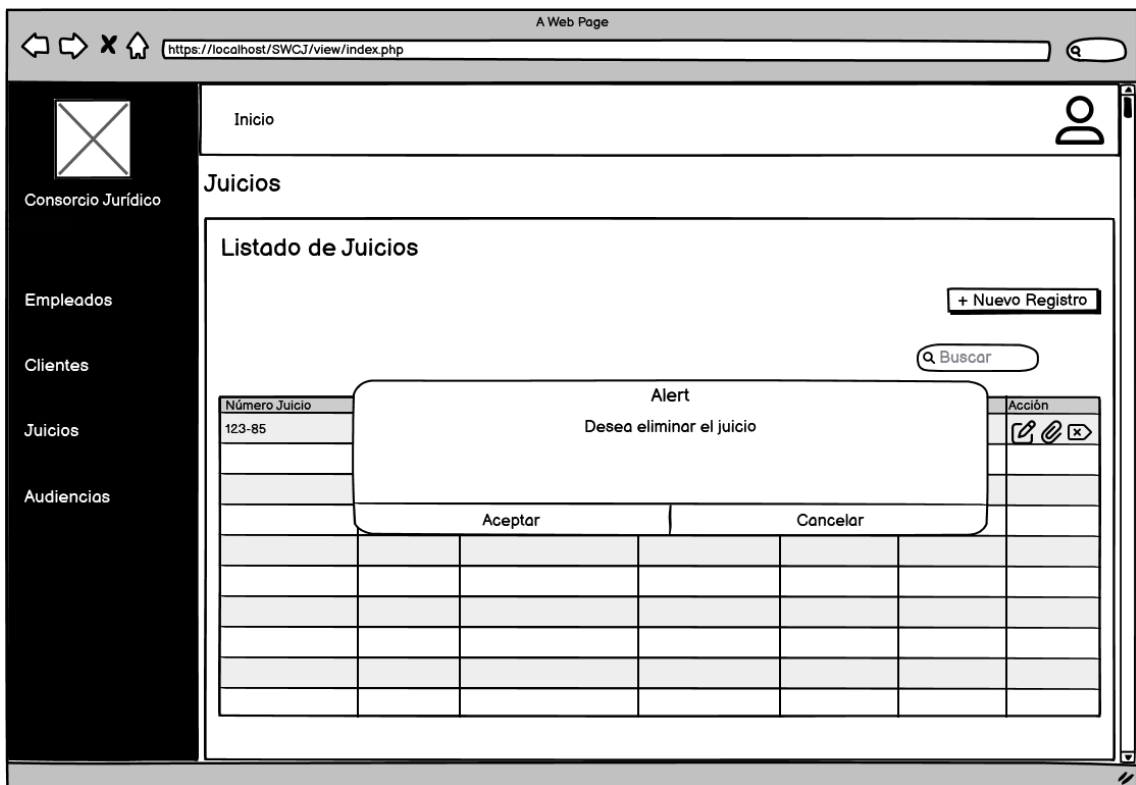 A Web Page
https://localhost/SWCJ/view/index.php
Inicio
Consorcio Jurídico
Juicios
Listado de Juicios
Empleados
+ Nuevo Registro
Clientes
Buscar
Alert
Número Juicio
Acción
Desea eliminar el juicio
123-85
Juicios
Audiencias
Aceptar
Cancelar